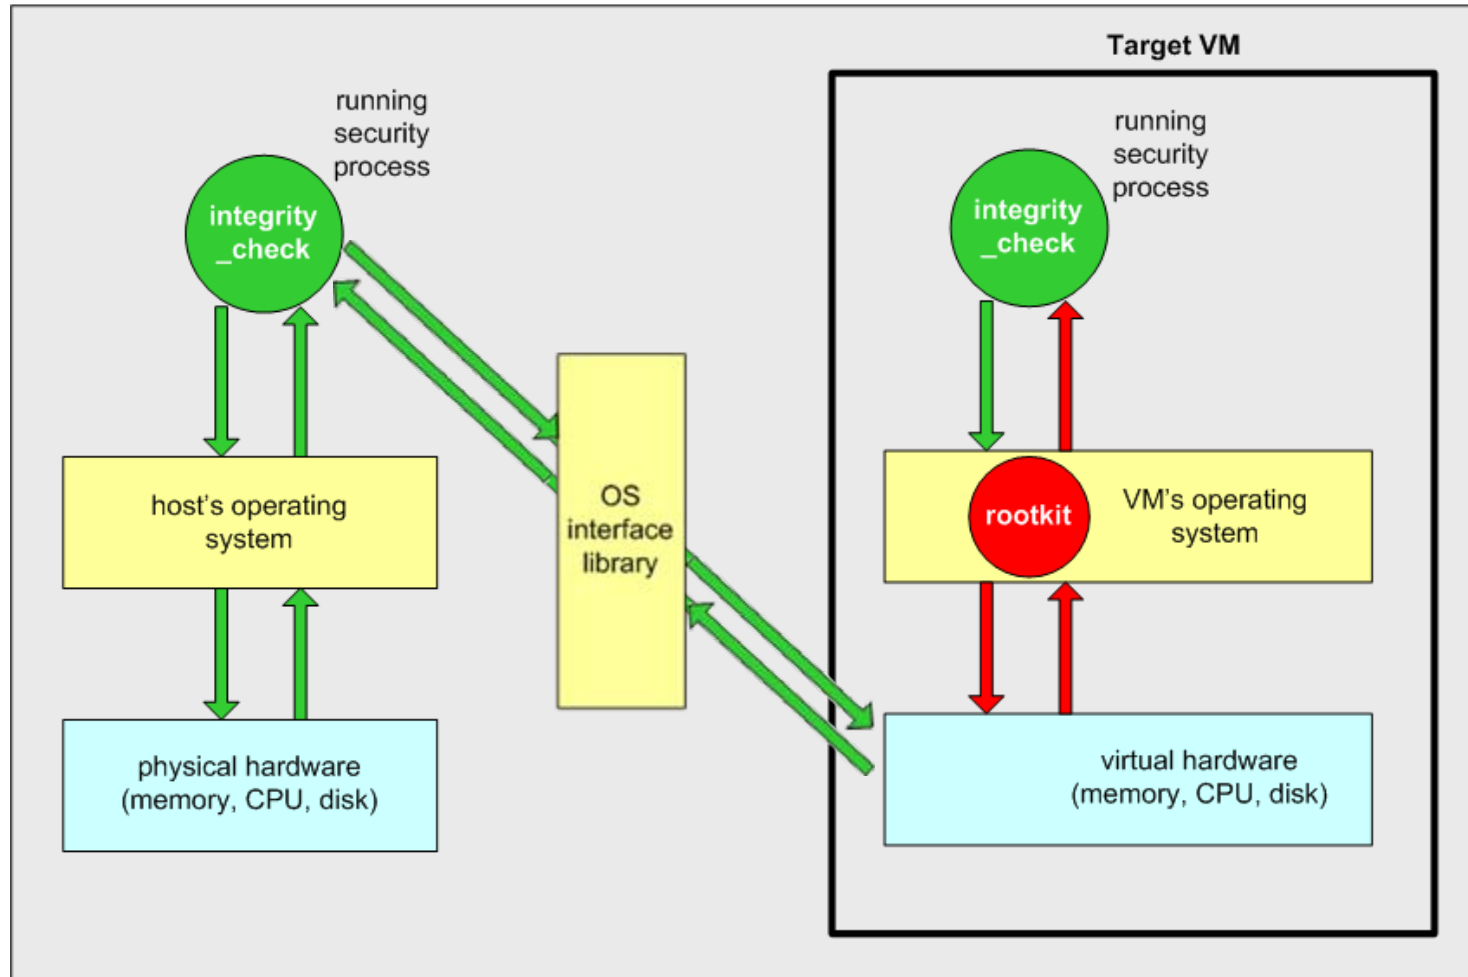 Target VM
running
security
process
integrity
_check
running
security
process
integrity
_check
host's operating
system
OS
interface
library
rootkit
VM's operating
system
physical hardware
(memory, CPU, disk)
virtual hardware
(memory, CPU, disk)